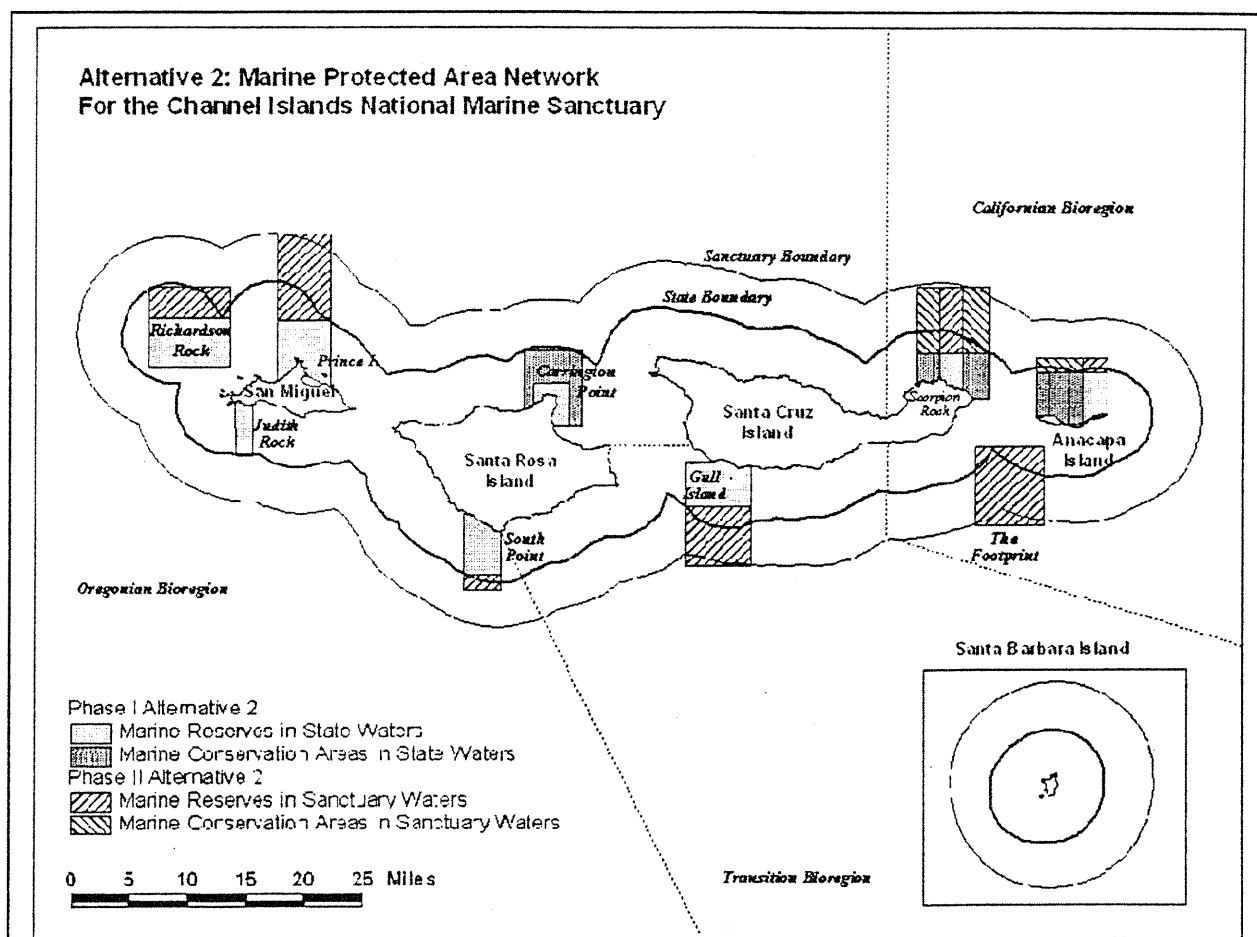 Alternative 2: Marine Protected Area Network
For the Channel Islands National Marine Sanctuary
Californian Bioregion
Sanctuary Boundary
State Boundary
Richardson
Rock
Prince I.
San Miguel
Judith
Rock
Carrington
Point
Santa Cruz
Island
Scorpion
Rock
Anacapa
Island
Santa Rosa
Island
Gull
Island
South
Point
The
Footprint
Oregonian Bioregion
Santa Barbara Island
Phase I Alternative 2
Marine Reserves in State Waters
Marine Conservation Areas in State Waters
Phase II Alternative 2
Marine Reserves in Sanctuary Waters
Marine Conservation Areas in Sanctuary Waters
0 5 10 15 20 25 Miles
Transition Bioregion